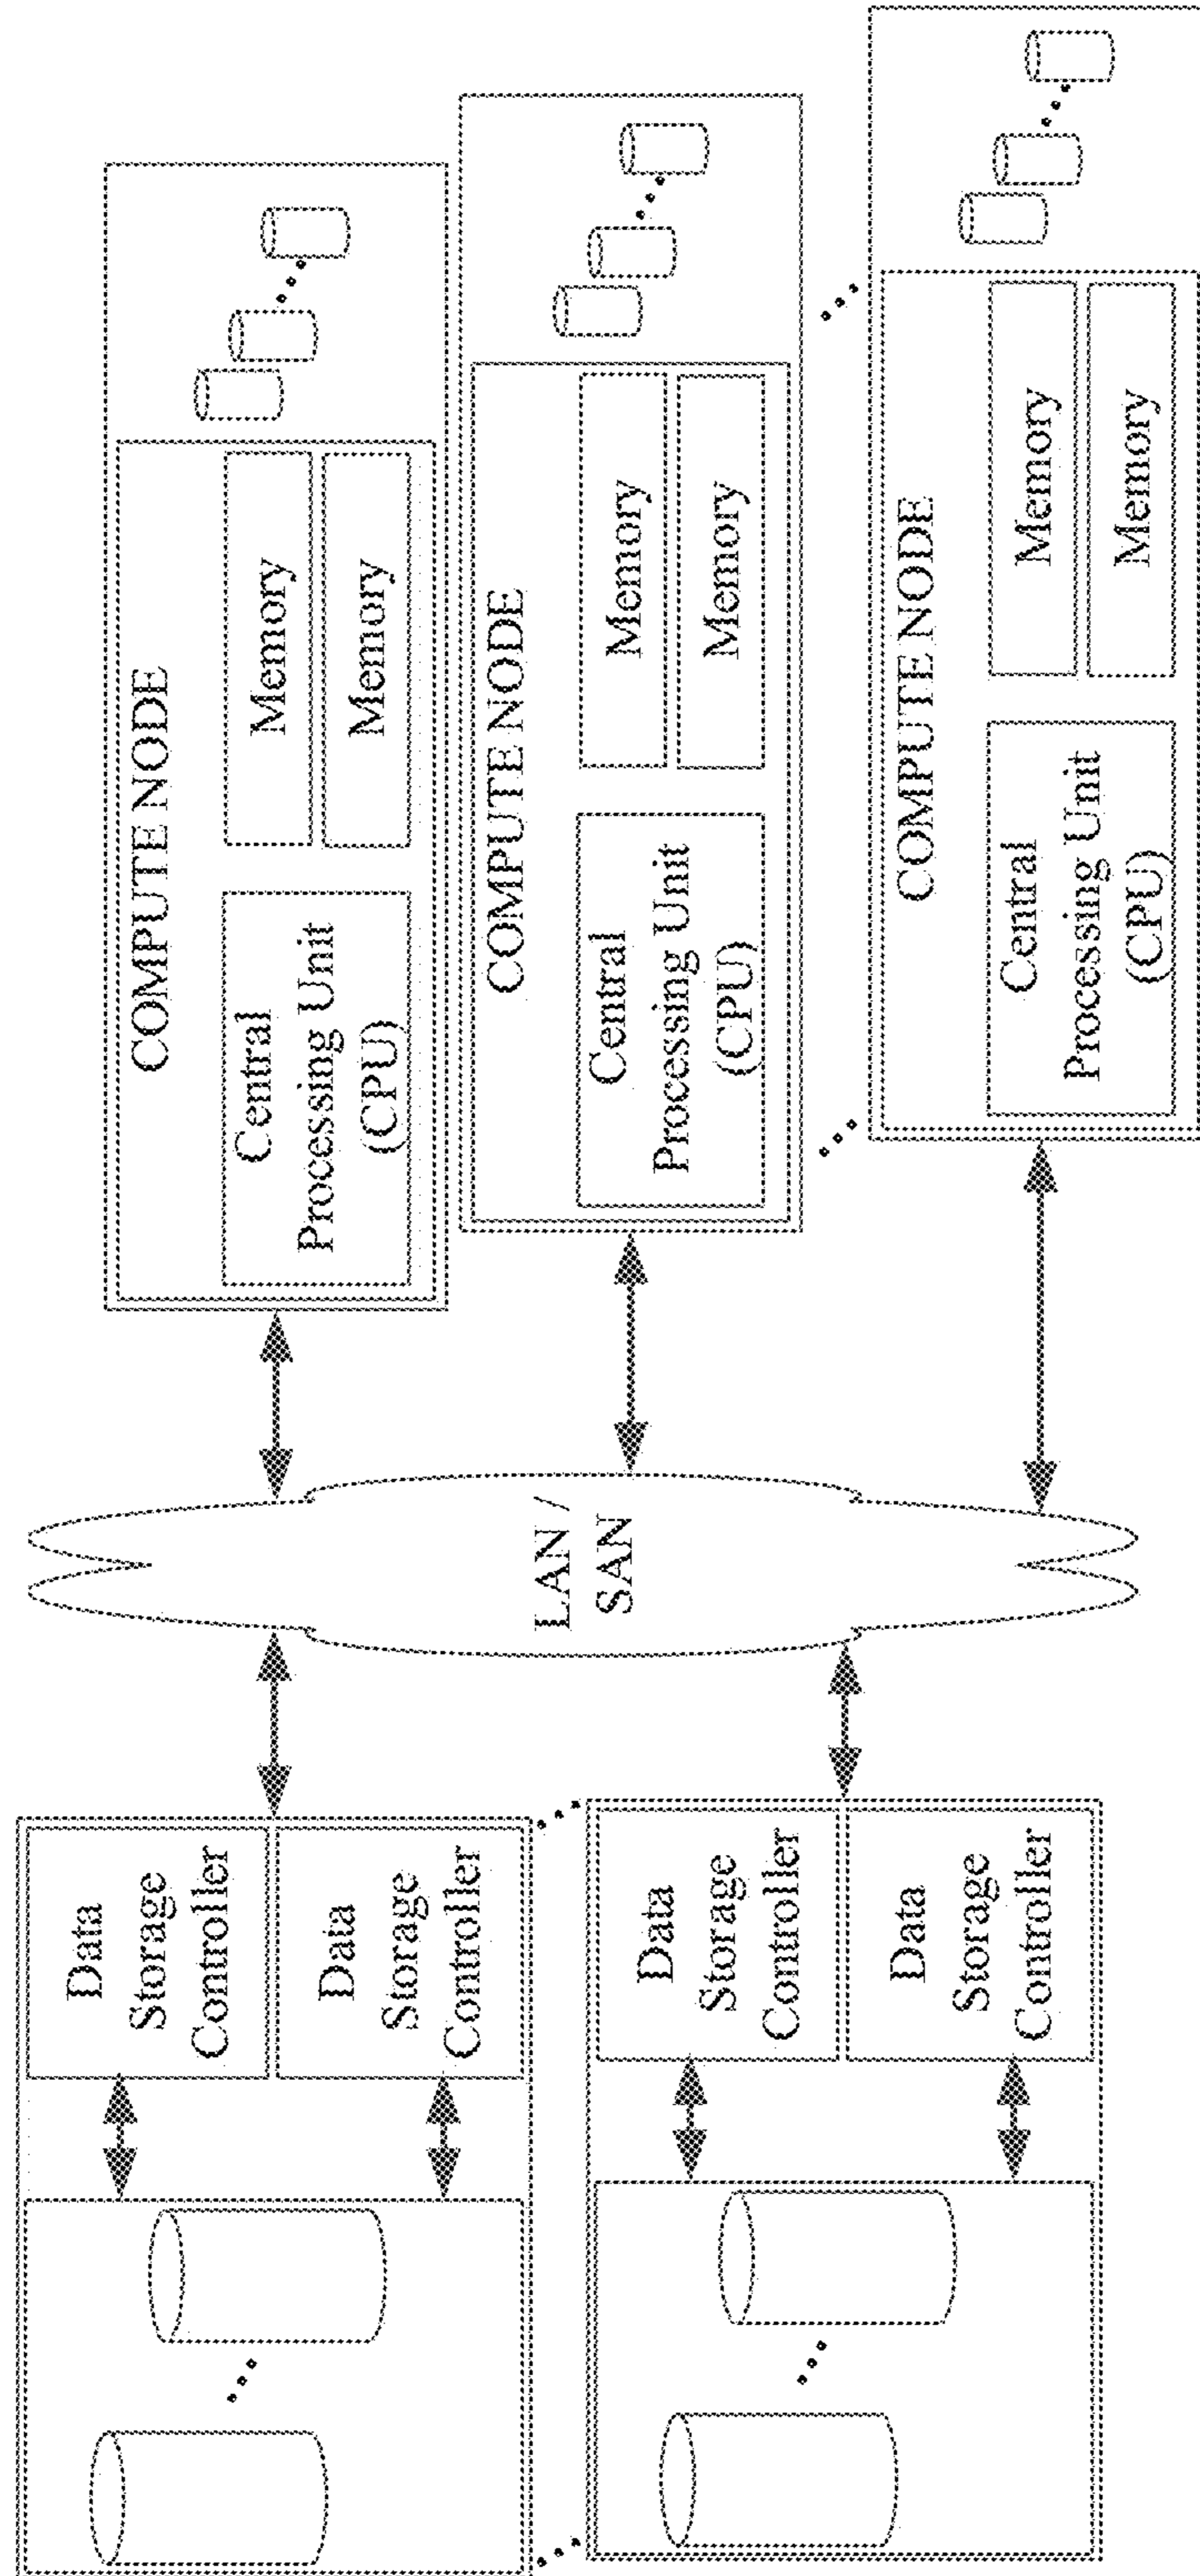 Data
Storage
Controller
Data
Storage
Controller
Data
Storage
Controller
Data
Storage
Controller
LAN /
SAN
COMPUTE NODE
Central
Processing Unit
(CPU)
Memory
Memory
COMPUTE NODE
Central
Processing Unit
(CPU)
Memory
Memory
COMPUTE NODE
Central
Processing Unit
(CPU)
Memory
Memory